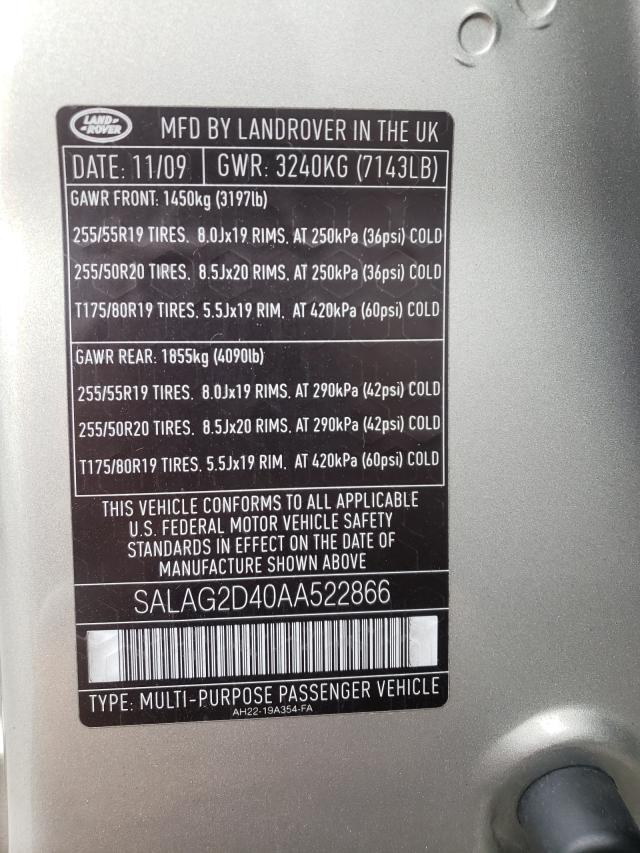 LAND-
-ROVER
MFD BY LANDROVER IN THE UK
DATE: 11/09 GWR: 3240KG (7143LB)
GAWR FRONT: 1450kg (3197lb)
255/55R19 TIRES. 8.0Jx19 RIMS. AT 250kPa (36psi) COLD
255/50R20 TIRES. 8.5Jx20 RIMS. AT 250kPa (36psi) COLD
T175/80R19 TIRES. 5.5Jx19 RIM. AT 420kPa (60psi) COLD
GAWR REAR: 1855kg (4090lb)
255/55R19 TIRES. 8.0Jx19 RIMS. AT 290kPa (42psi) COLD
255/50R20 TIRES. 8.5Jx20 RIMS. AT 290kPa (42psi) COLD
T175/80R19 TIRES. 5.5Jx19 RIM. AT 420kPa (60psi) COLD
THIS VEHICLE CONFORMS TO ALL APPLICABLE
U.S. FEDERAL MOTOR VEHICLE SAFETY
STANDARDS IN EFFECT ON THE DATE OF
MANUFACTURE SHOWN ABOVE
SALAG2D40AA522866
TYPE: MULTI-PURPOSE PASSENGER VEHICLE
AH22-19A354-FA